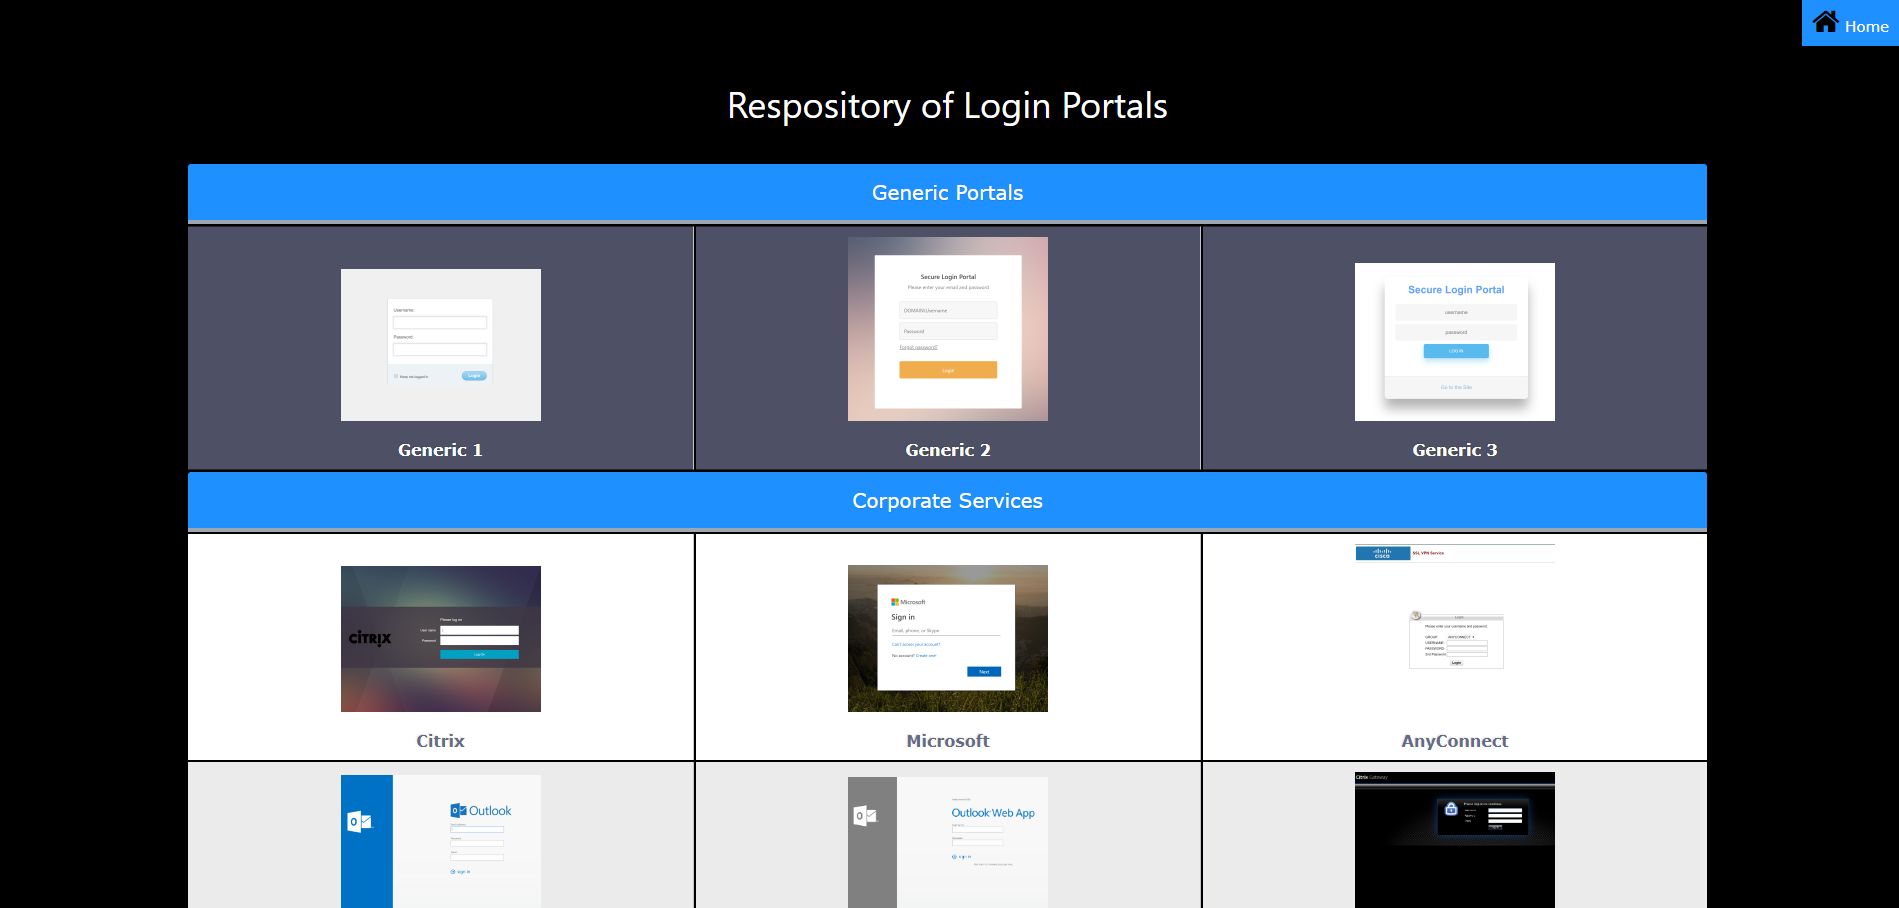 Home
Respository of Login Portals
Generic Portals
Username:
Password:
Keep me logged in
Login
Generic 1
Secure Login Portal
Please enter your email and password
DOMAIN\Username
Password
Forgot password?
Login
Generic 2
Secure Login Portal
username
password
LOG IN
Go to the Site
Generic 3
Corporate Services
CITRIX
Please log on
User name
Password
Log On
Citrix
Microsoft
Sign in
Email, phone, or Skype
Can't access your account?
No account? Create one!
Next
Microsoft
CISCO
SSL VPN Service
Login
Please enter your username and password.
GROUP:
ANYCONNECT
USERNAME:
PASSWORD:
2nd Password:
Login
AnyConnect
Outlook
sign in
Outlook Web App
sign in
Citrix Gateway